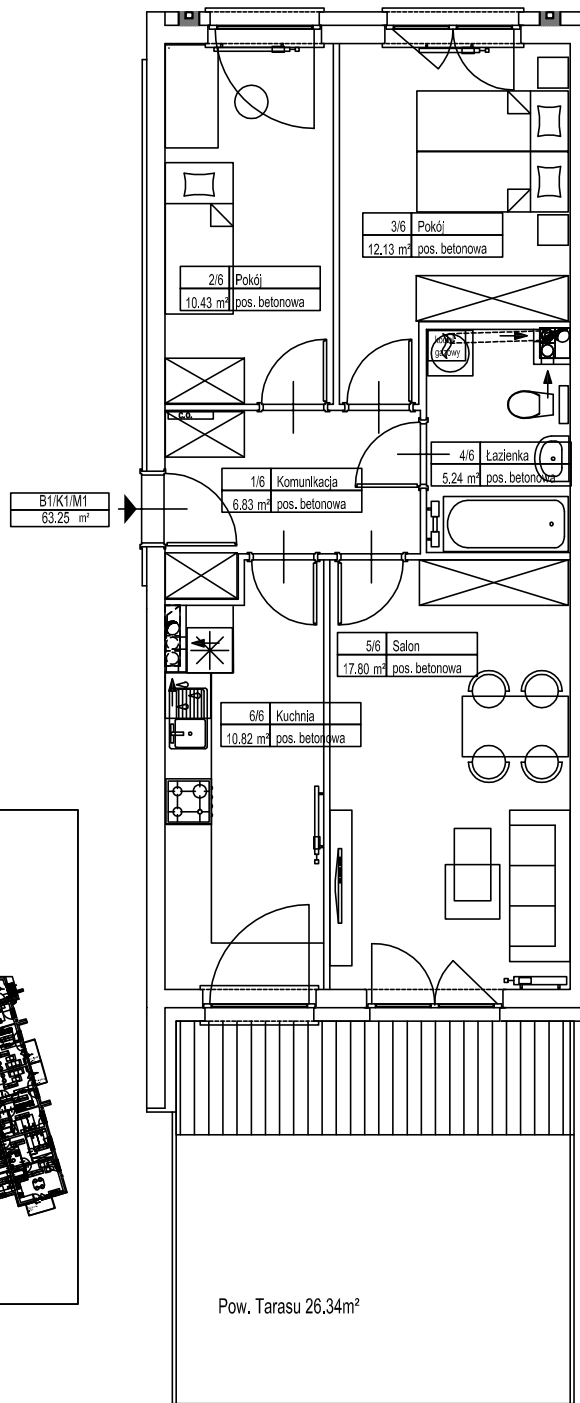 3/6 Pokój
12.13 m² pos. betonowa
2/6 Pokój
10.43 m² pos. betonowa
kocioł
gazowy
c.o.
4/6 Łazienka
5.24 m² pos. betonowa
1/6 Komunikacja
6.83 m² pos. betonowa
B1/K1/M1
63.25 m²
5/6 Salon
17.80 m² pos. betonowa
6/6 Kuchnia
10.82 m² pos. betonowa
Pow. Tarasu 26.34m²